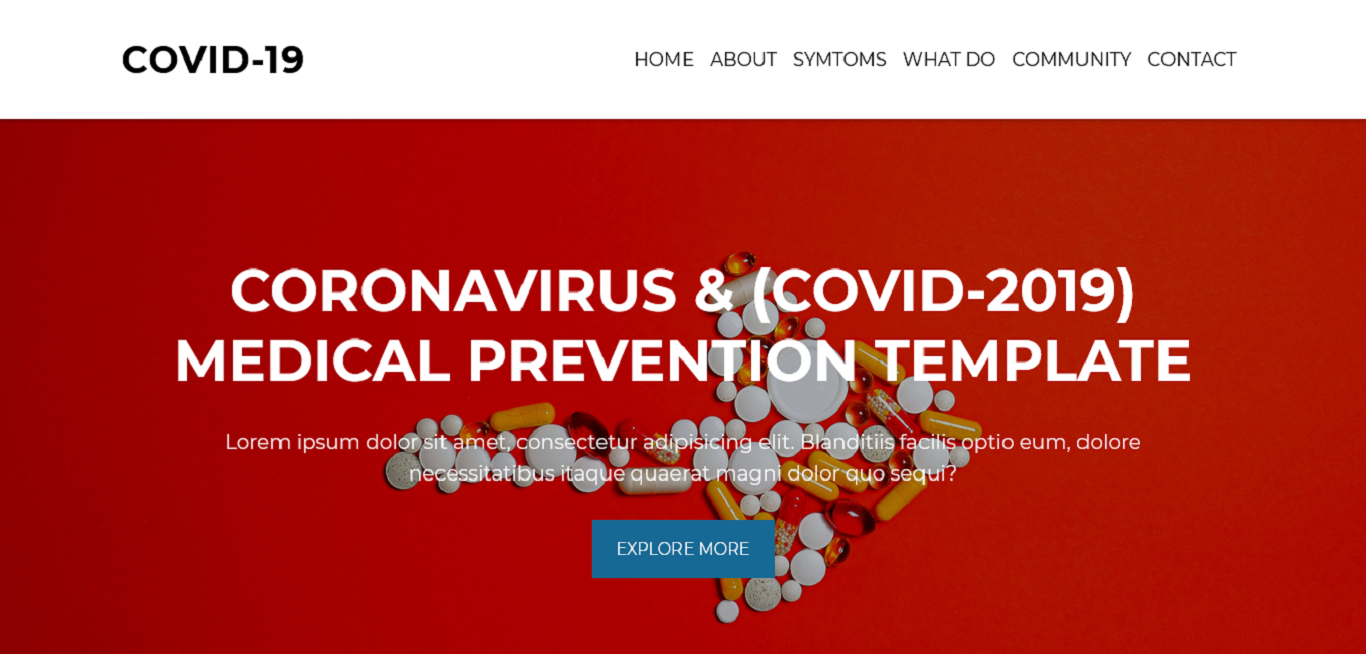 COVID-19
HOME ABOUT SYMTOMS WHAT DO COMMUNITY CONTACT
CORONAVIRUS & (COVID-2019)
MEDICAL PREVENTION TEMPLATE
Lorem ipsum dolor sit amet, consectetur adipisicing elit. Blanditiis facilis optio eum, dolore
necessitatibus itaque quaerat magni dolor quo sequi?
EXPLORE MORE